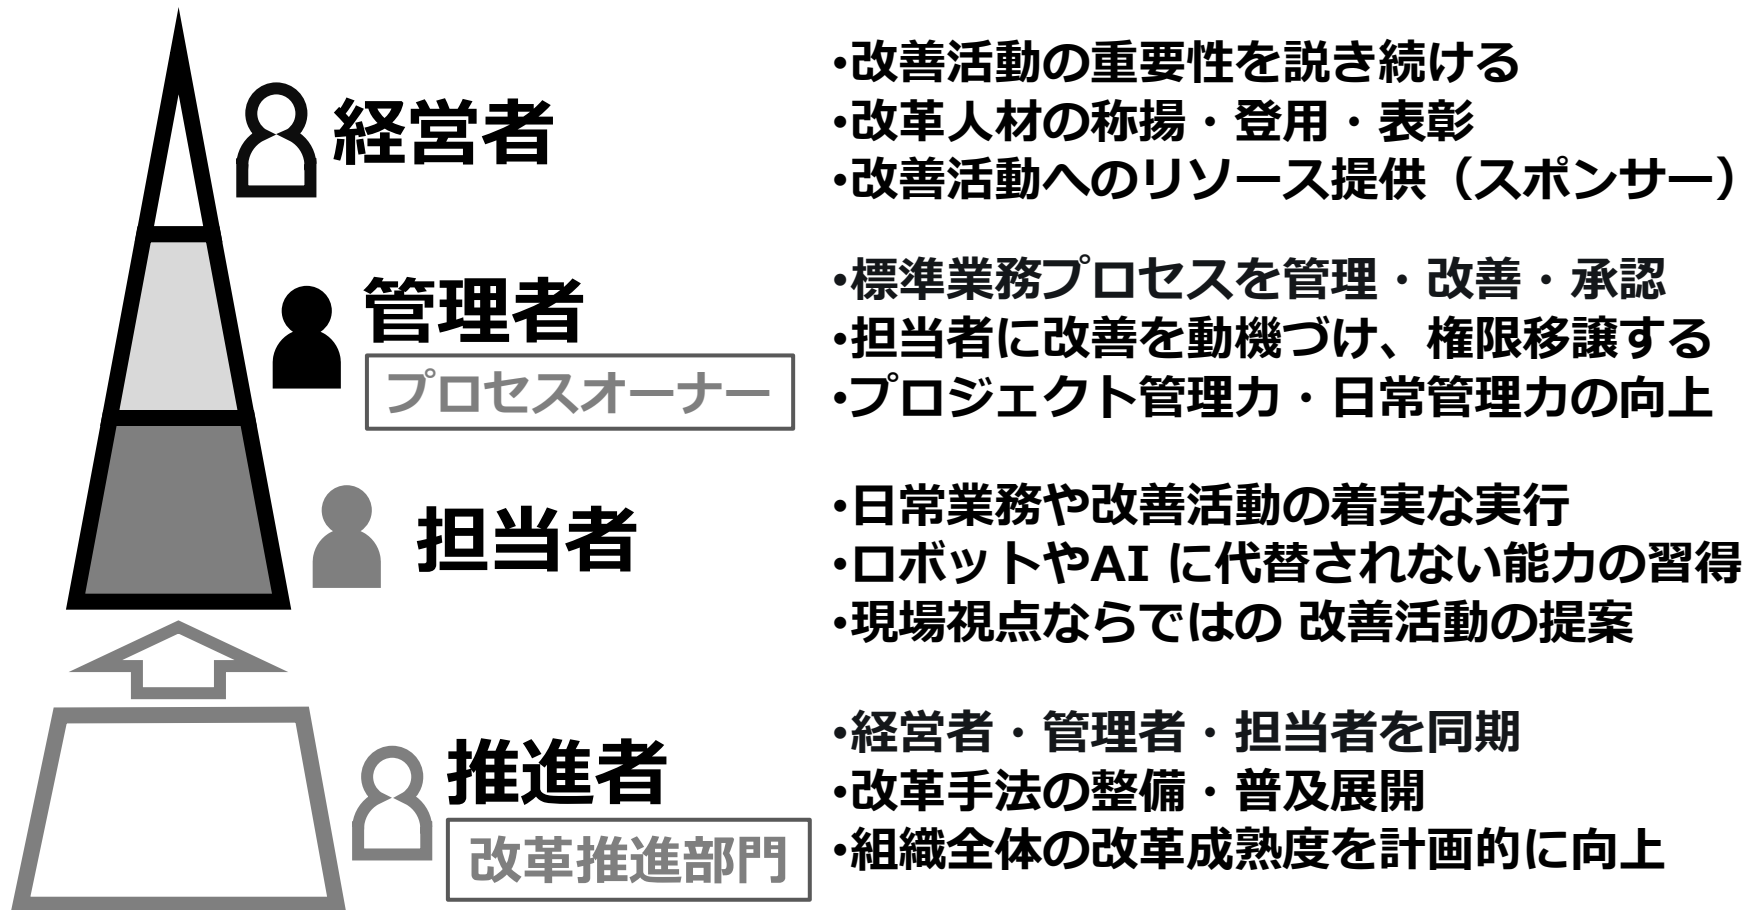 経営者
・改善活動の重要性を説き続ける
・改革人材の称揚・登用・表彰
・改善活動へのリソース提供（スポンサー）
管理者
プロセスオーナー
・標準業務プロセスを管理・改善・承認
・担当者に改善を動機づけ、権限移譲する
・プロジェクト管理力・日常管理力の向上
担当者
・日常業務や改善活動の着実な実行
・ロボットやAI に代替されない能力の習得
・現場視点ならではの 改善活動の提案
推進者
改革推進部門
・経営者・管理者・担当者を同期
・改革手法の整備・普及展開
・組織全体の改革成熟度を計画的に向上